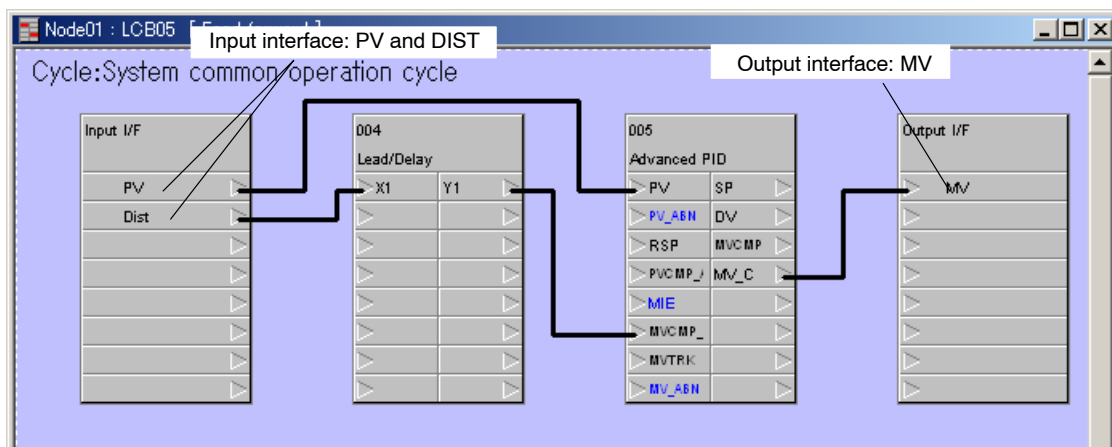 Node01 : LCB05
Input interface: PV and DIST
Output interface: MV
Cycle:System common operation cycle
Input I/F
PV
Dist
004
Lead/Delay
X1 Y1
005
Advanced PID
PV SP
PV_ABN DV
RSP MVCMP
PVCMP_ MV_C
MIE
MVCMP_
MVTRK
MV_ABN
Output I/F
MV